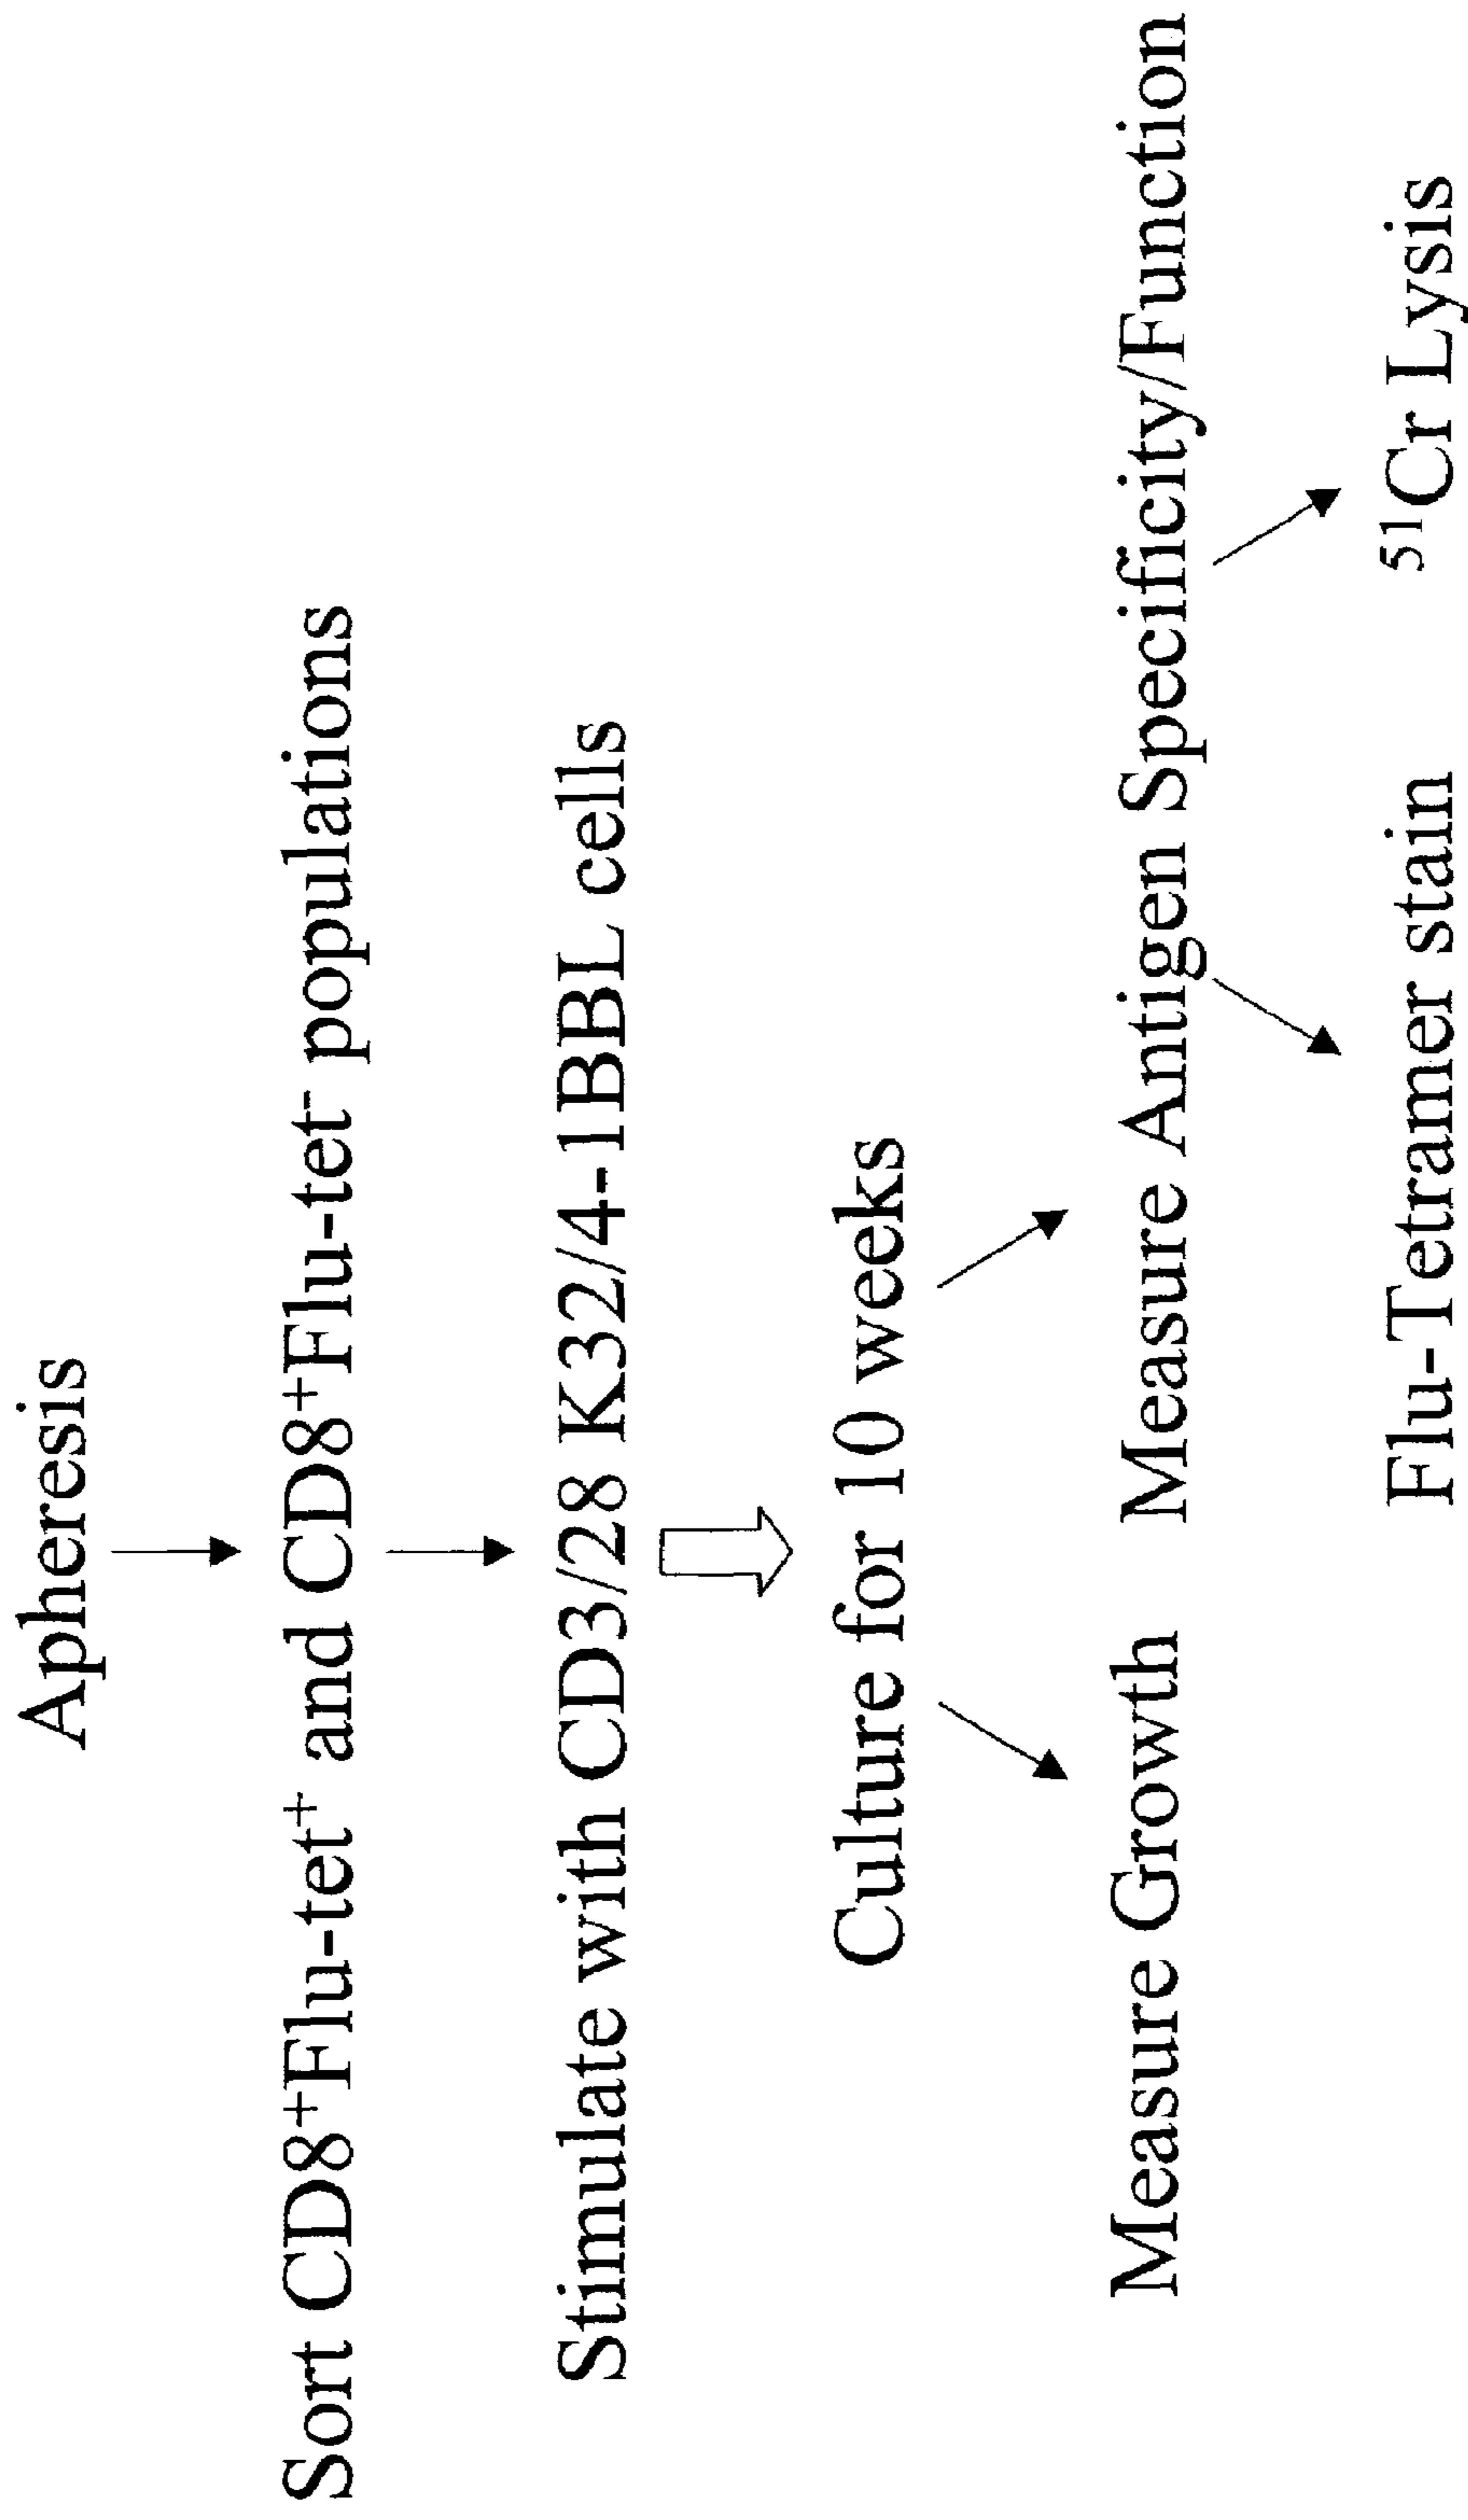 Apheresis
Sort CD8⁺Flu-tet⁺ and CD8⁺Flu-tet⁻ populations
Stimulate with CD3/28 K32/4-1BBL cells
Culture for 10 weeks
Measure Growth Measure Antigen Specificity/Function
Flu-Tetramer stain ⁵¹Cr Lysis